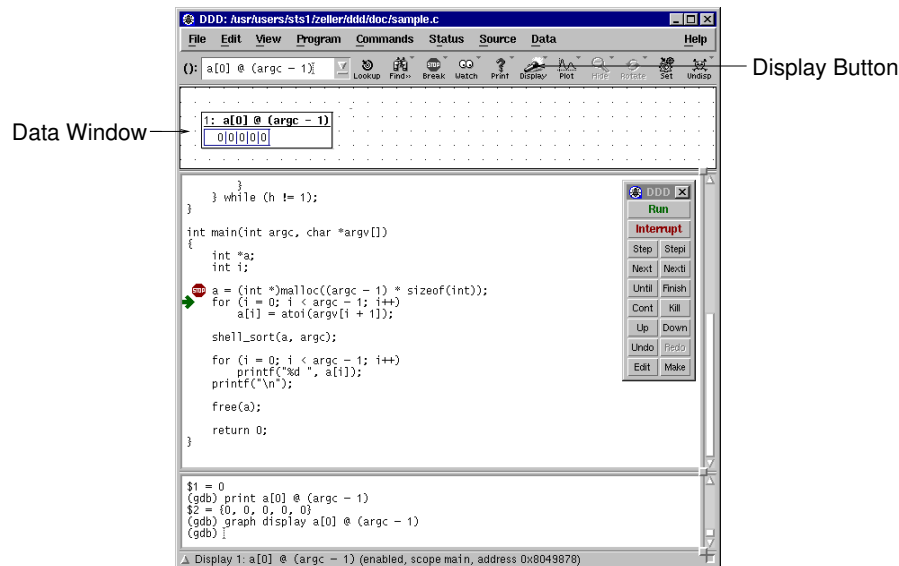 DDD: /usr/users/sts1/zeller/ddd/doc/sample.c
File Edit View Program Commands Status Source Data Help
(): a[0] @ (argc - 1)
Lookup Find>> Break Watch Print Display Plot Hide Rotate Set Undisp
Display Button
Data Window
1: a[0] @ (argc - 1)
0|0|0|0|0
}
} while (h != 1);
}
int main(int argc, char *argv[])
{
int *a;
int i;
STOP a = (int *)malloc((argc - 1) * sizeof(int));
for (i = 0; i < argc - 1; i++)
a[i] = atoi(argv[i + 1]);
shell_sort(a, argc);
for (i = 0; i < argc - 1; i++)
printf("%d ", a[i]);
printf("\n");
free(a);
return 0;
}
DDD
Run
Interrupt
Step Stepi
Next Nexti
Until Finish
Cont Kill
Up Down
Undo Redo
Edit Make
$1 = 0
(gdb) print a[0] @ (argc - 1)
$2 = {0, 0, 0, 0, 0}
(gdb) graph display a[0] @ (argc - 1)
(gdb)
Display 1: a[0] @ (argc - 1) (enabled, scope main, address 0x8049878)